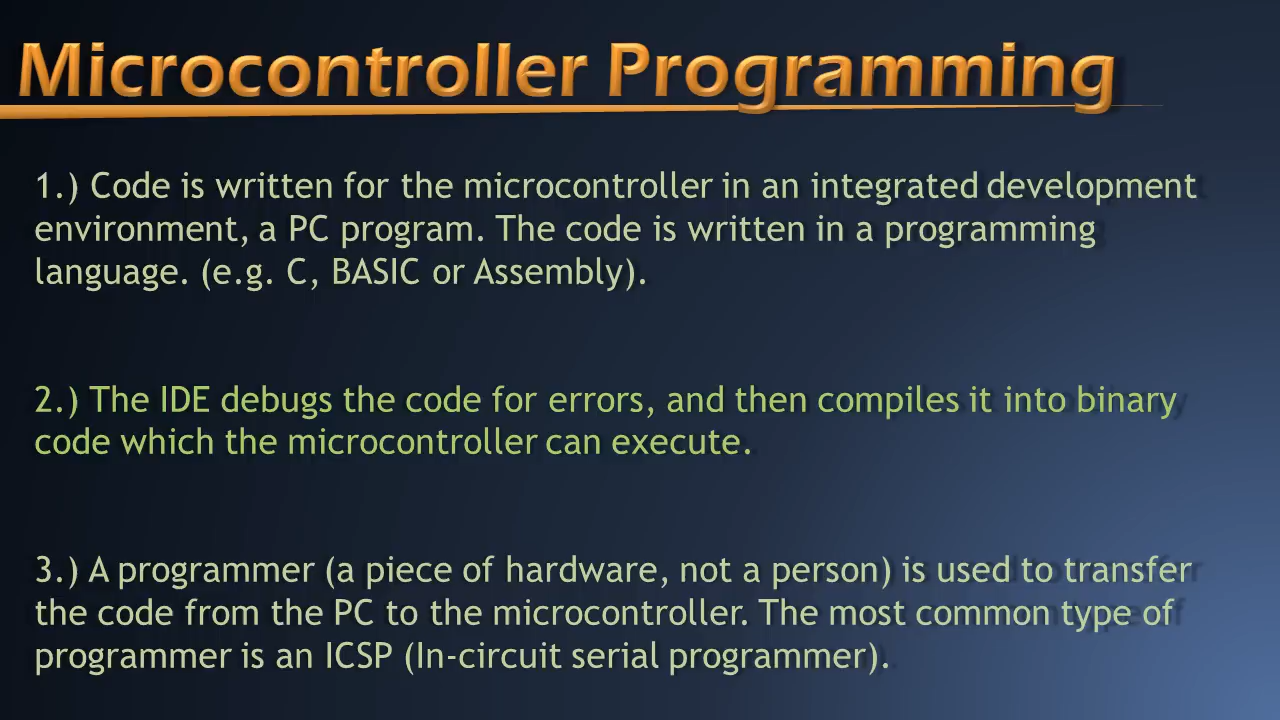 Microcontroller Programming
1.) Code is written for the microcontroller in an integrated development
environment, a PC program. The code is written in a programming
language. (e.g. C, BASIC or Assembly).
2.) The IDE debugs the code for errors, and then compiles it into binary
code which the microcontroller can execute.
3.) A programmer (a piece of hardware, not a person) is used to transfer
the code from the PC to the microcontroller. The most common type of
programmer is an ICSP (In-circuit serial programmer).